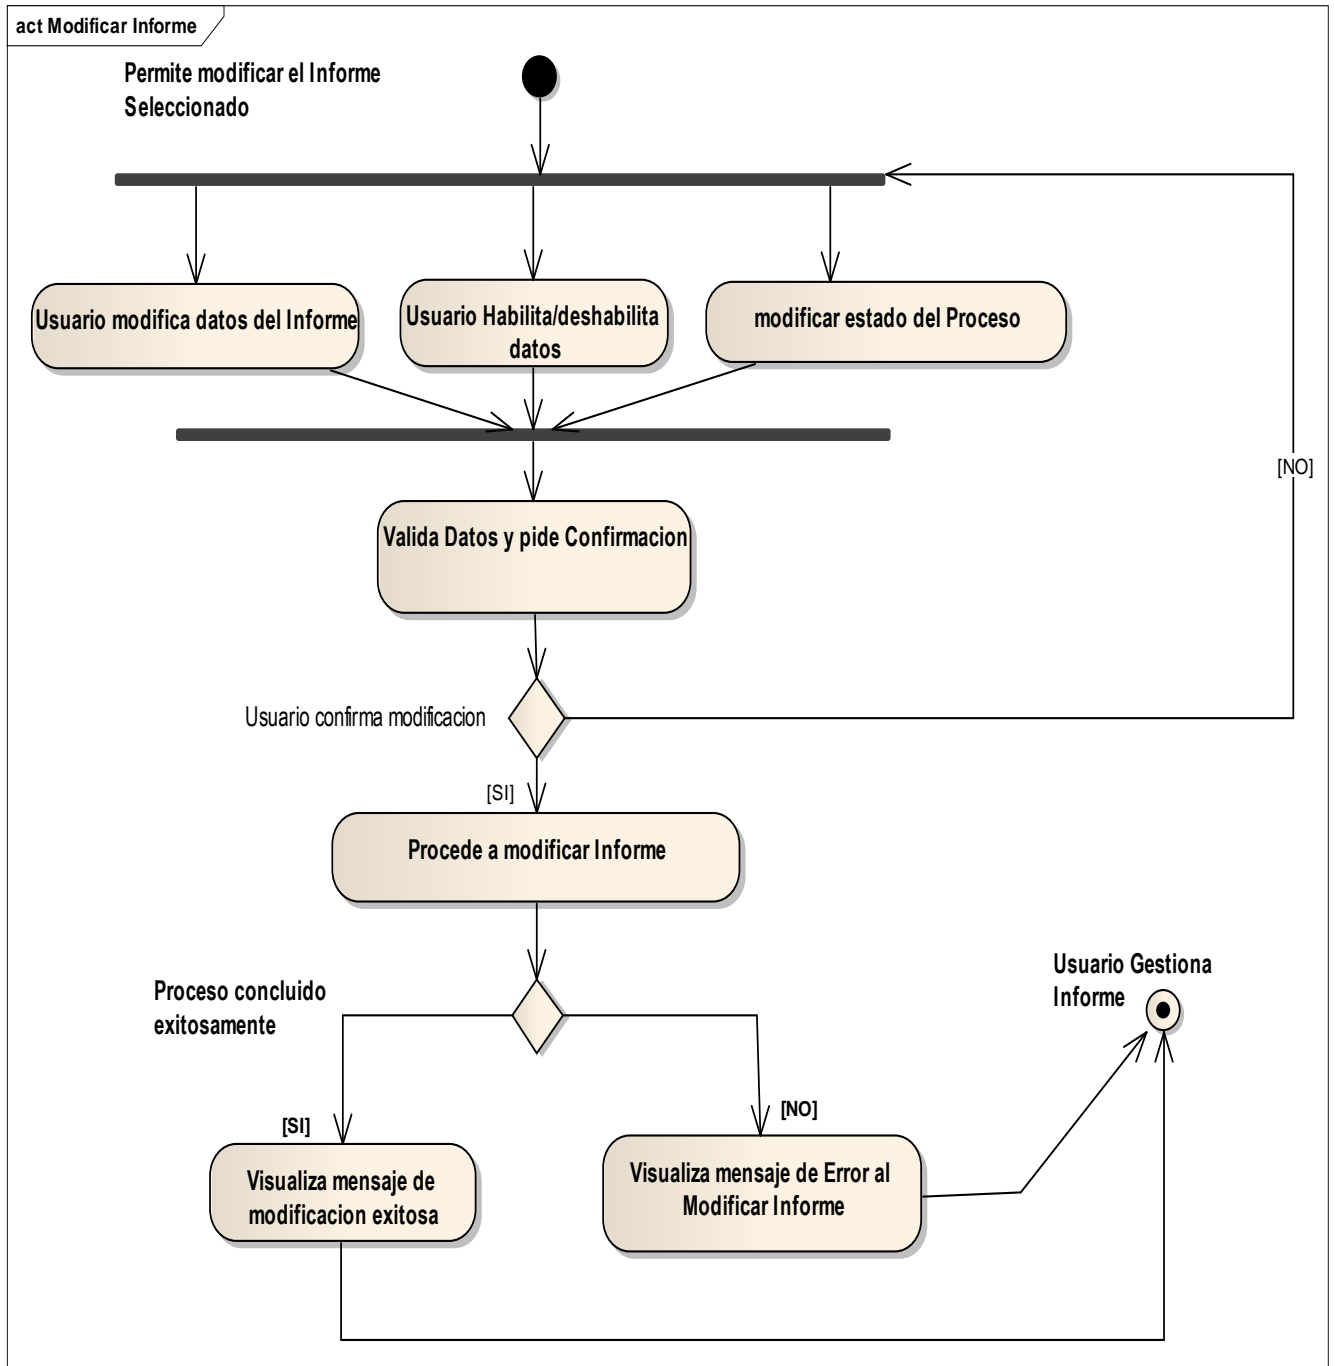 act Modificar Informe
Permite modificar el Informe
Seleccionado
Usuario modifica datos del Informe
Usuario Habilita/deshabilita
datos
modificar estado del Proceso
[NO]
Valida Datos y pide Confirmacion
Usuario confirma modificacion
[SI]
Procede a modificar Informe
Proceso concluido
exitosamente
Usuario Gestiona
Informe
[SI]
[NO]
Visualiza mensaje de
modificacion exitosa
Visualiza mensaje de Error al
Modificar Informe